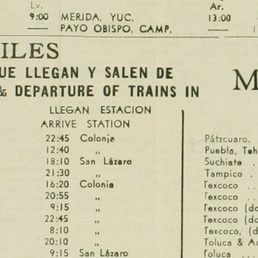 Lv. Ar.
9:00 MERIDA, YUC. 13:00
PAYO OBISPO, CAMP.
ILES
UE LLEGAN Y SALEN DE
& DEPARTURE OF TRAINS IN M
LLEGAN ESTACION
ARRIVE STATION
22:45 Colonia Pátzcuaro,
12:40 " Puebla, Teh
18:10 San Lázaro Suchiate
21:30 " Tampico
16:20 Colonia Texcoco
20:55 " Texcoco
9:15 " Texcoco (do
22:45 " Texcoco (do
8:10 " Texcoco, (d
20:10 " Toluca & Au
9:15 San Lázaro Toluca